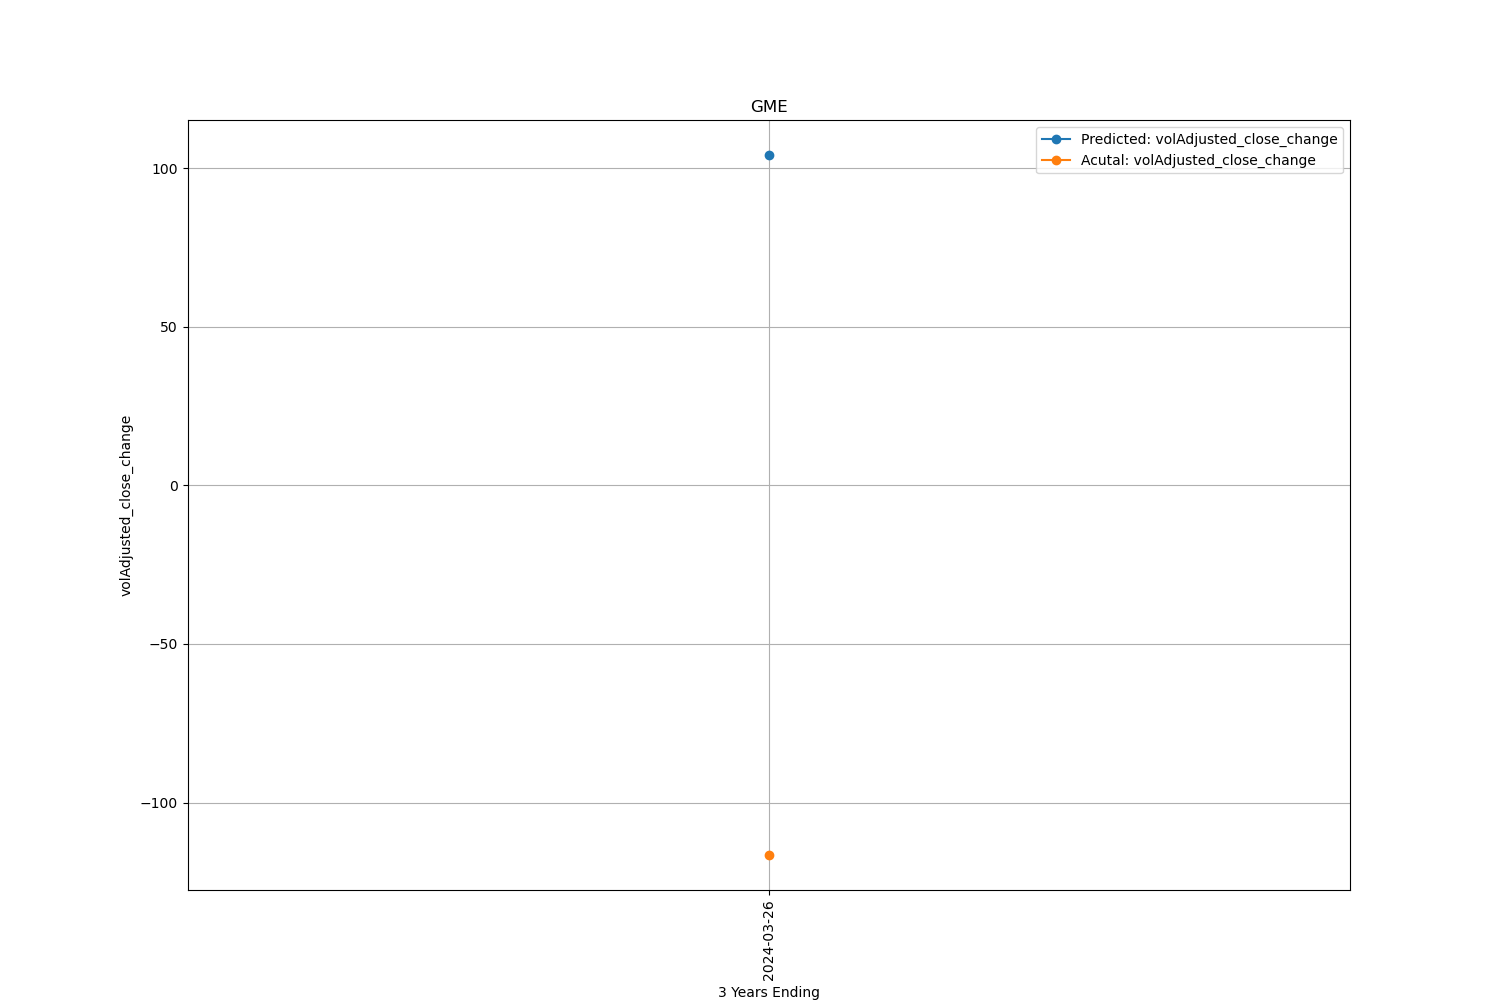 GME
Predicted: volAdjusted_close_change
Acutal: volAdjusted_close_change
100
50
0
−50
−100
volAdjusted_close_change
2024-03-26
3 Years Ending